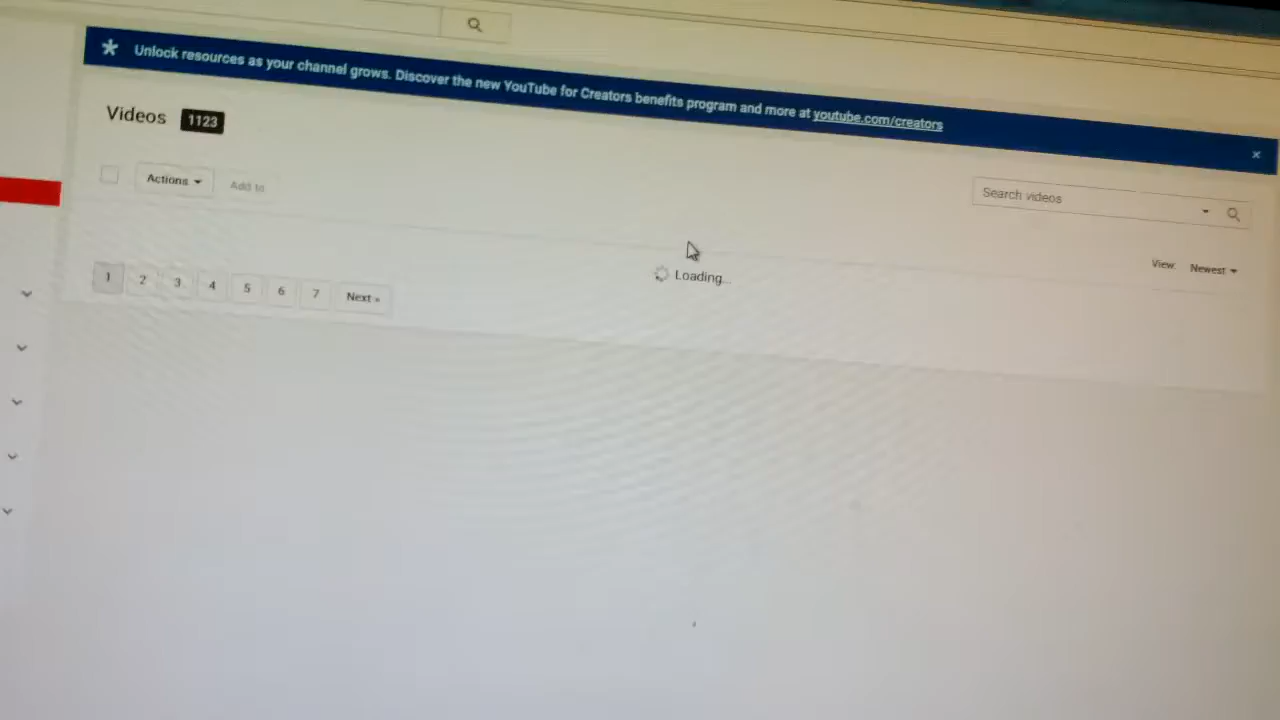 Unlock resources as your channel grows. Discover the new YouTube for Creators benefits program and more at youtube.com/creators
Videos 1123
Actions Add to
Search videos
View: Newest
Loading...
1 2 3 4 5 6 7 Next »